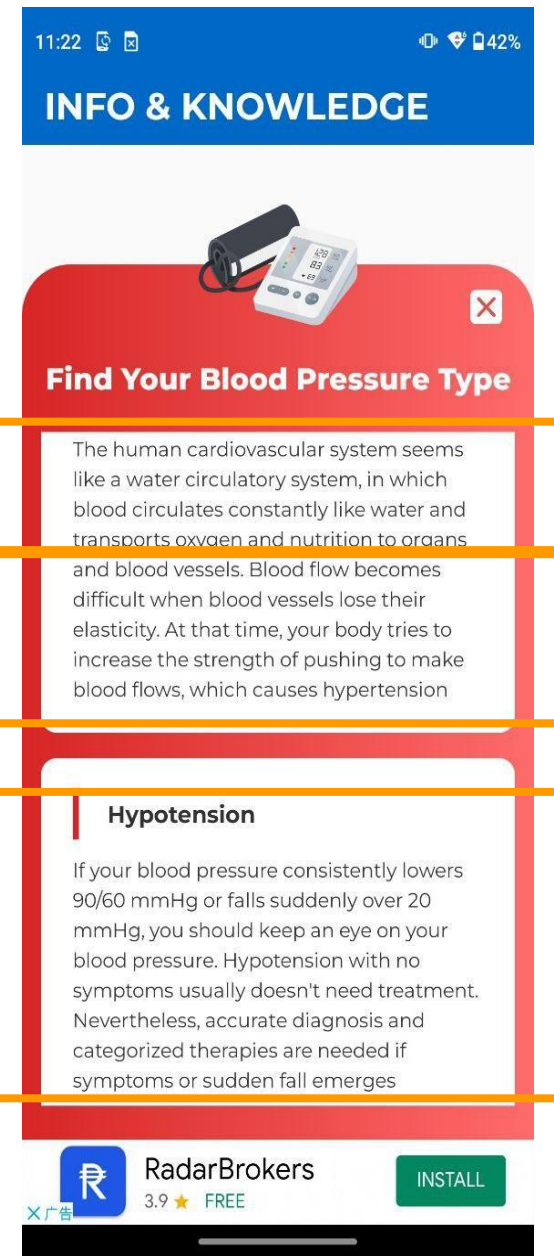 11:22
42%
INFO & KNOWLEDGE
128
83
69
Find Your Blood Pressure Type
The human cardiovascular system seems
like a water circulatory system, in which
blood circulates constantly like water and
transports oxygen and nutrition to organs
and blood vessels. Blood flow becomes
difficult when blood vessels lose their
elasticity. At that time, your body tries to
increase the strength of pushing to make
blood flows, which causes hypertension
Hypotension
If your blood pressure consistently lowers
90/60 mmHg or falls suddenly over 20
mmHg, you should keep an eye on your
blood pressure. Hypotension with no
symptoms usually doesn't need treatment.
Nevertheless, accurate diagnosis and
categorized therapies are needed if
symptoms or sudden fall emerges
RadarBrokers
3.9 ★ FREE
INSTALL
广告